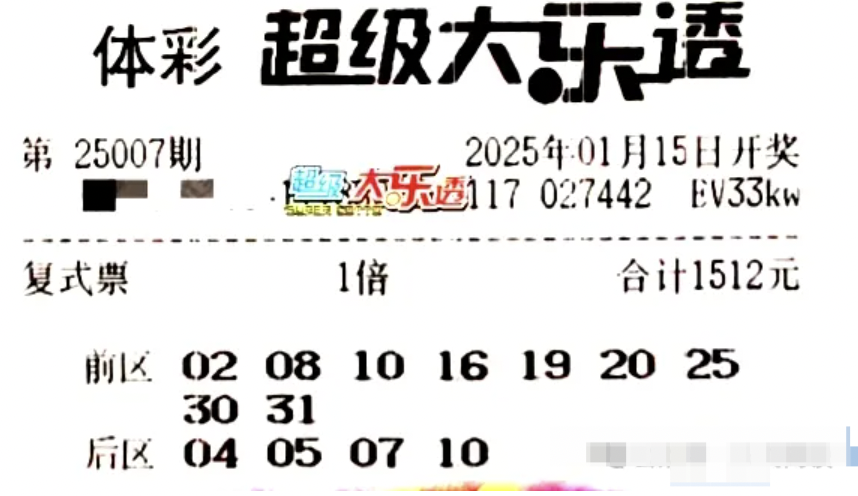 体彩 超级大乐透
第 25007期 2025年01月15日开奖
超级大乐透 117 027442 EV33kw
SUPER LOTTO
复式票 1倍 合计1512元
前区 02 08 10 16 19 20 25
30 31
后区 04 05 07 10